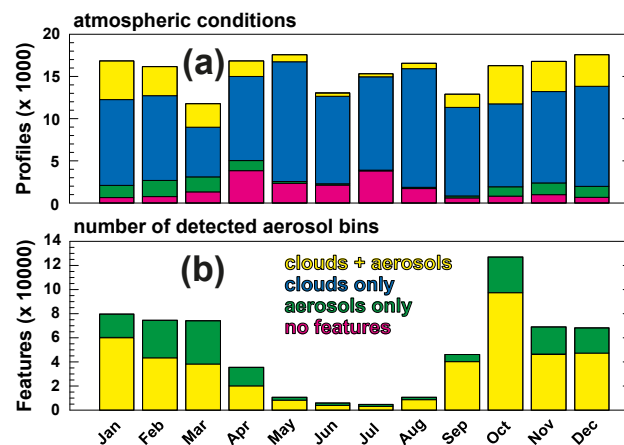 atmospheric conditions
20
15
10
5
0
Profiles (x 1000)
(a)
number of detected aerosol bins
14
12
10
8
6
4
2
0
Features (x 10000)
(b)
clouds + aerosols
clouds only
aerosols only
no features
Jan Feb Mar Apr May Jun Jul Aug Sep Oct Nov Dec